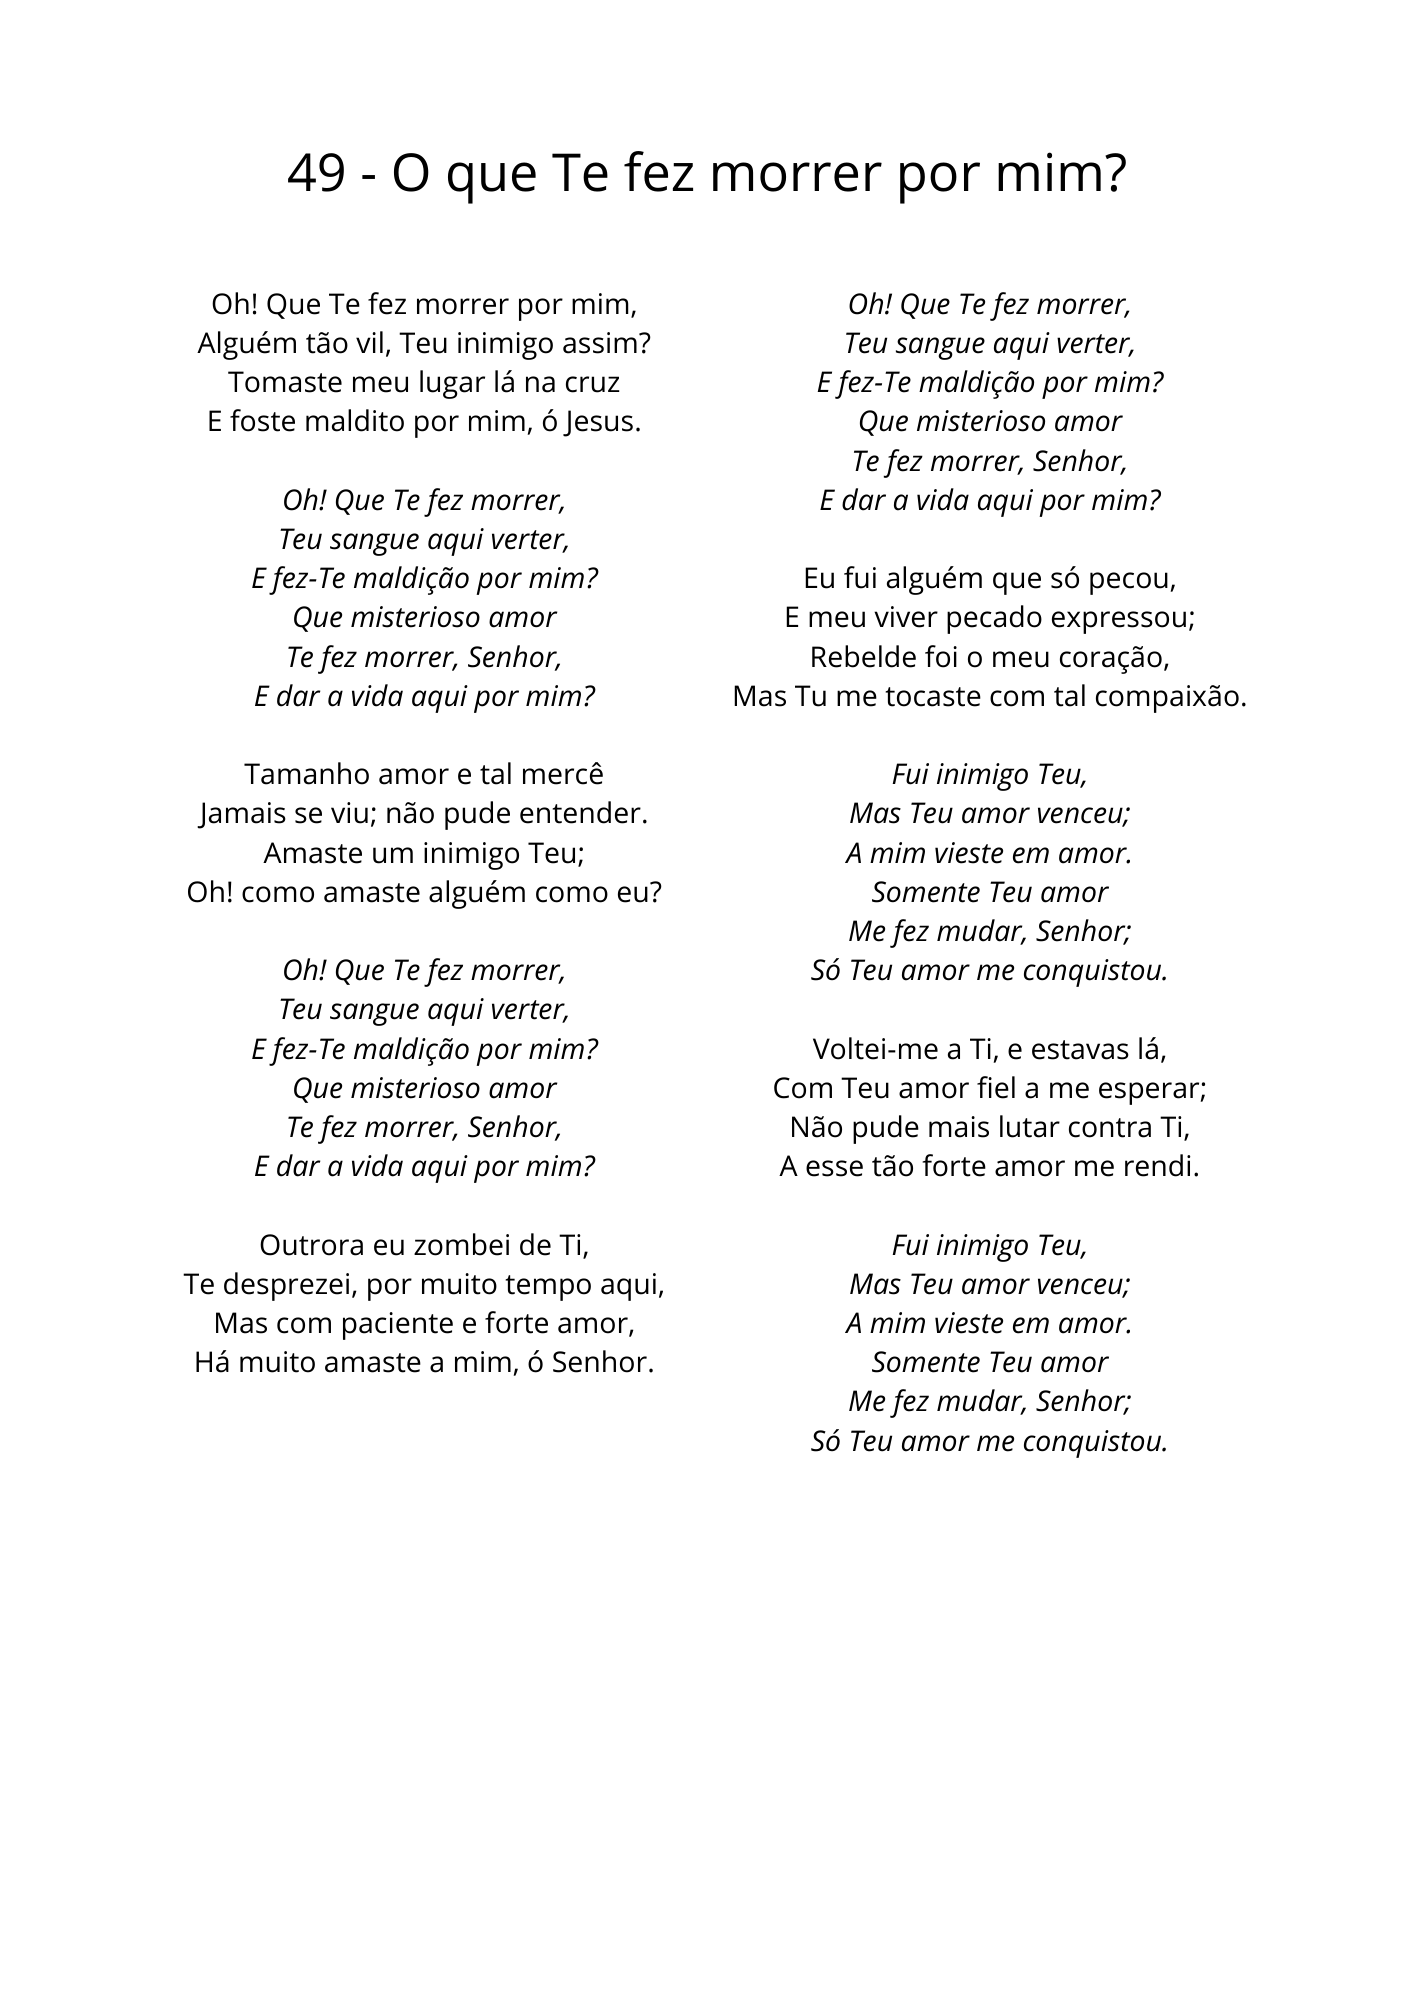 49 - O que Te fez morrer por mim?
Oh! Que Te fez morrer por mim,
Alguém tão vil, Teu inimigo assim?
Tomaste meu lugar lá na cruz
E foste maldito por mim, ó Jesus.
Oh! Que Te fez morrer,
Teu sangue aqui verter,
E fez-Te maldição por mim?
Que misterioso amor
Te fez morrer, Senhor,
E dar a vida aqui por mim?
Tamanho amor e tal mercê
Jamais se viu; não pude entender.
Amaste um inimigo Teu;
Oh! como amaste alguém como eu?
Oh! Que Te fez morrer,
Teu sangue aqui verter,
E fez-Te maldição por mim?
Que misterioso amor
Te fez morrer, Senhor,
E dar a vida aqui por mim?
Outrora eu zombei de Ti,
Te desprezei, por muito tempo aqui,
Mas com paciente e forte amor,
Há muito amaste a mim, ó Senhor.
Oh! Que Te fez morrer,
Teu sangue aqui verter,
E fez-Te maldição por mim?
Que misterioso amor
Te fez morrer, Senhor,
E dar a vida aqui por mim?
Eu fui alguém que só pecou,
E meu viver pecado expressou;
Rebelde foi o meu coração,
Mas Tu me tocaste com tal compaixão.
Fui inimigo Teu,
Mas Teu amor venceu;
A mim vieste em amor.
Somente Teu amor
Me fez mudar, Senhor;
Só Teu amor me conquistou.
Voltei-me a Ti, e estavas lá,
Com Teu amor fiel a me esperar;
Não pude mais lutar contra Ti,
A esse tão forte amor me rendi.
Fui inimigo Teu,
Mas Teu amor venceu;
A mim vieste em amor.
Somente Teu amor
Me fez mudar, Senhor;
Só Teu amor me conquistou.